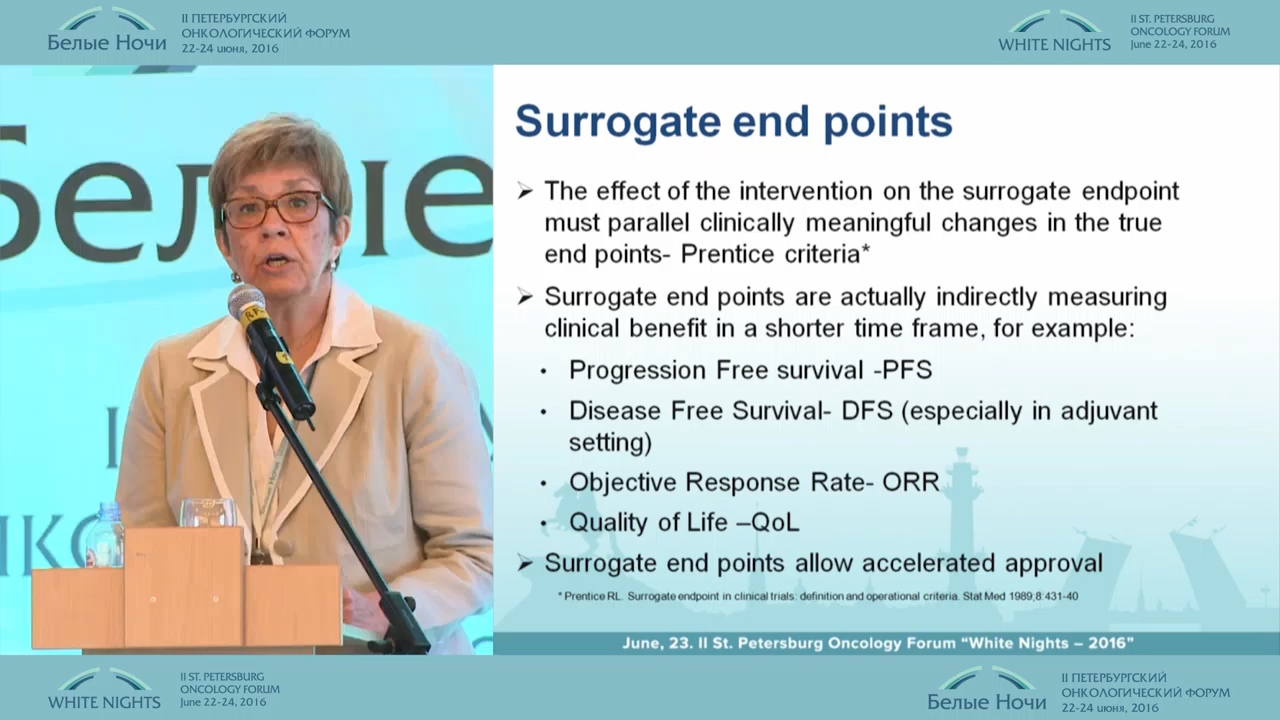 Белые Ночи
II ПЕТЕРБУРГСКИЙ
ОНКОЛОГИЧЕСКИЙ ФОРУМ
22-24 июня, 2016
WHITE NIGHTS
II ST. PETERSBURG
ONCOLOGY FORUM
June 22-24, 2016
Белые
Surrogate end points
➢ The effect of the intervention on the surrogate endpoint
must parallel clinically meaningful changes in the true
end points- Prentice criteria*
➢ Surrogate end points are actually indirectly measuring
clinical benefit in a shorter time frame, for example:
• Progression Free survival -PFS
• Disease Free Survival- DFS (especially in adjuvant
setting)
• Objective Response Rate- ORR
• Quality of Life –QoL
➢ Surrogate end points allow accelerated approval
* Prentice RL. Surrogate endpoint in clinical trials: definition and operational criteria. Stat Med 1989,8:431-40
June, 23. II St. Petersburg Oncology Forum “White Nights – 2016”
WHITE NIGHTS
II ST. PETERSBURG
ONCOLOGY FORUM
June 22-24, 2016
Белые Ночи
II ПЕТЕРБУРГСКИЙ
ОНКОЛОГИЧЕСКИЙ ФОРУМ
22-24 июня, 2016